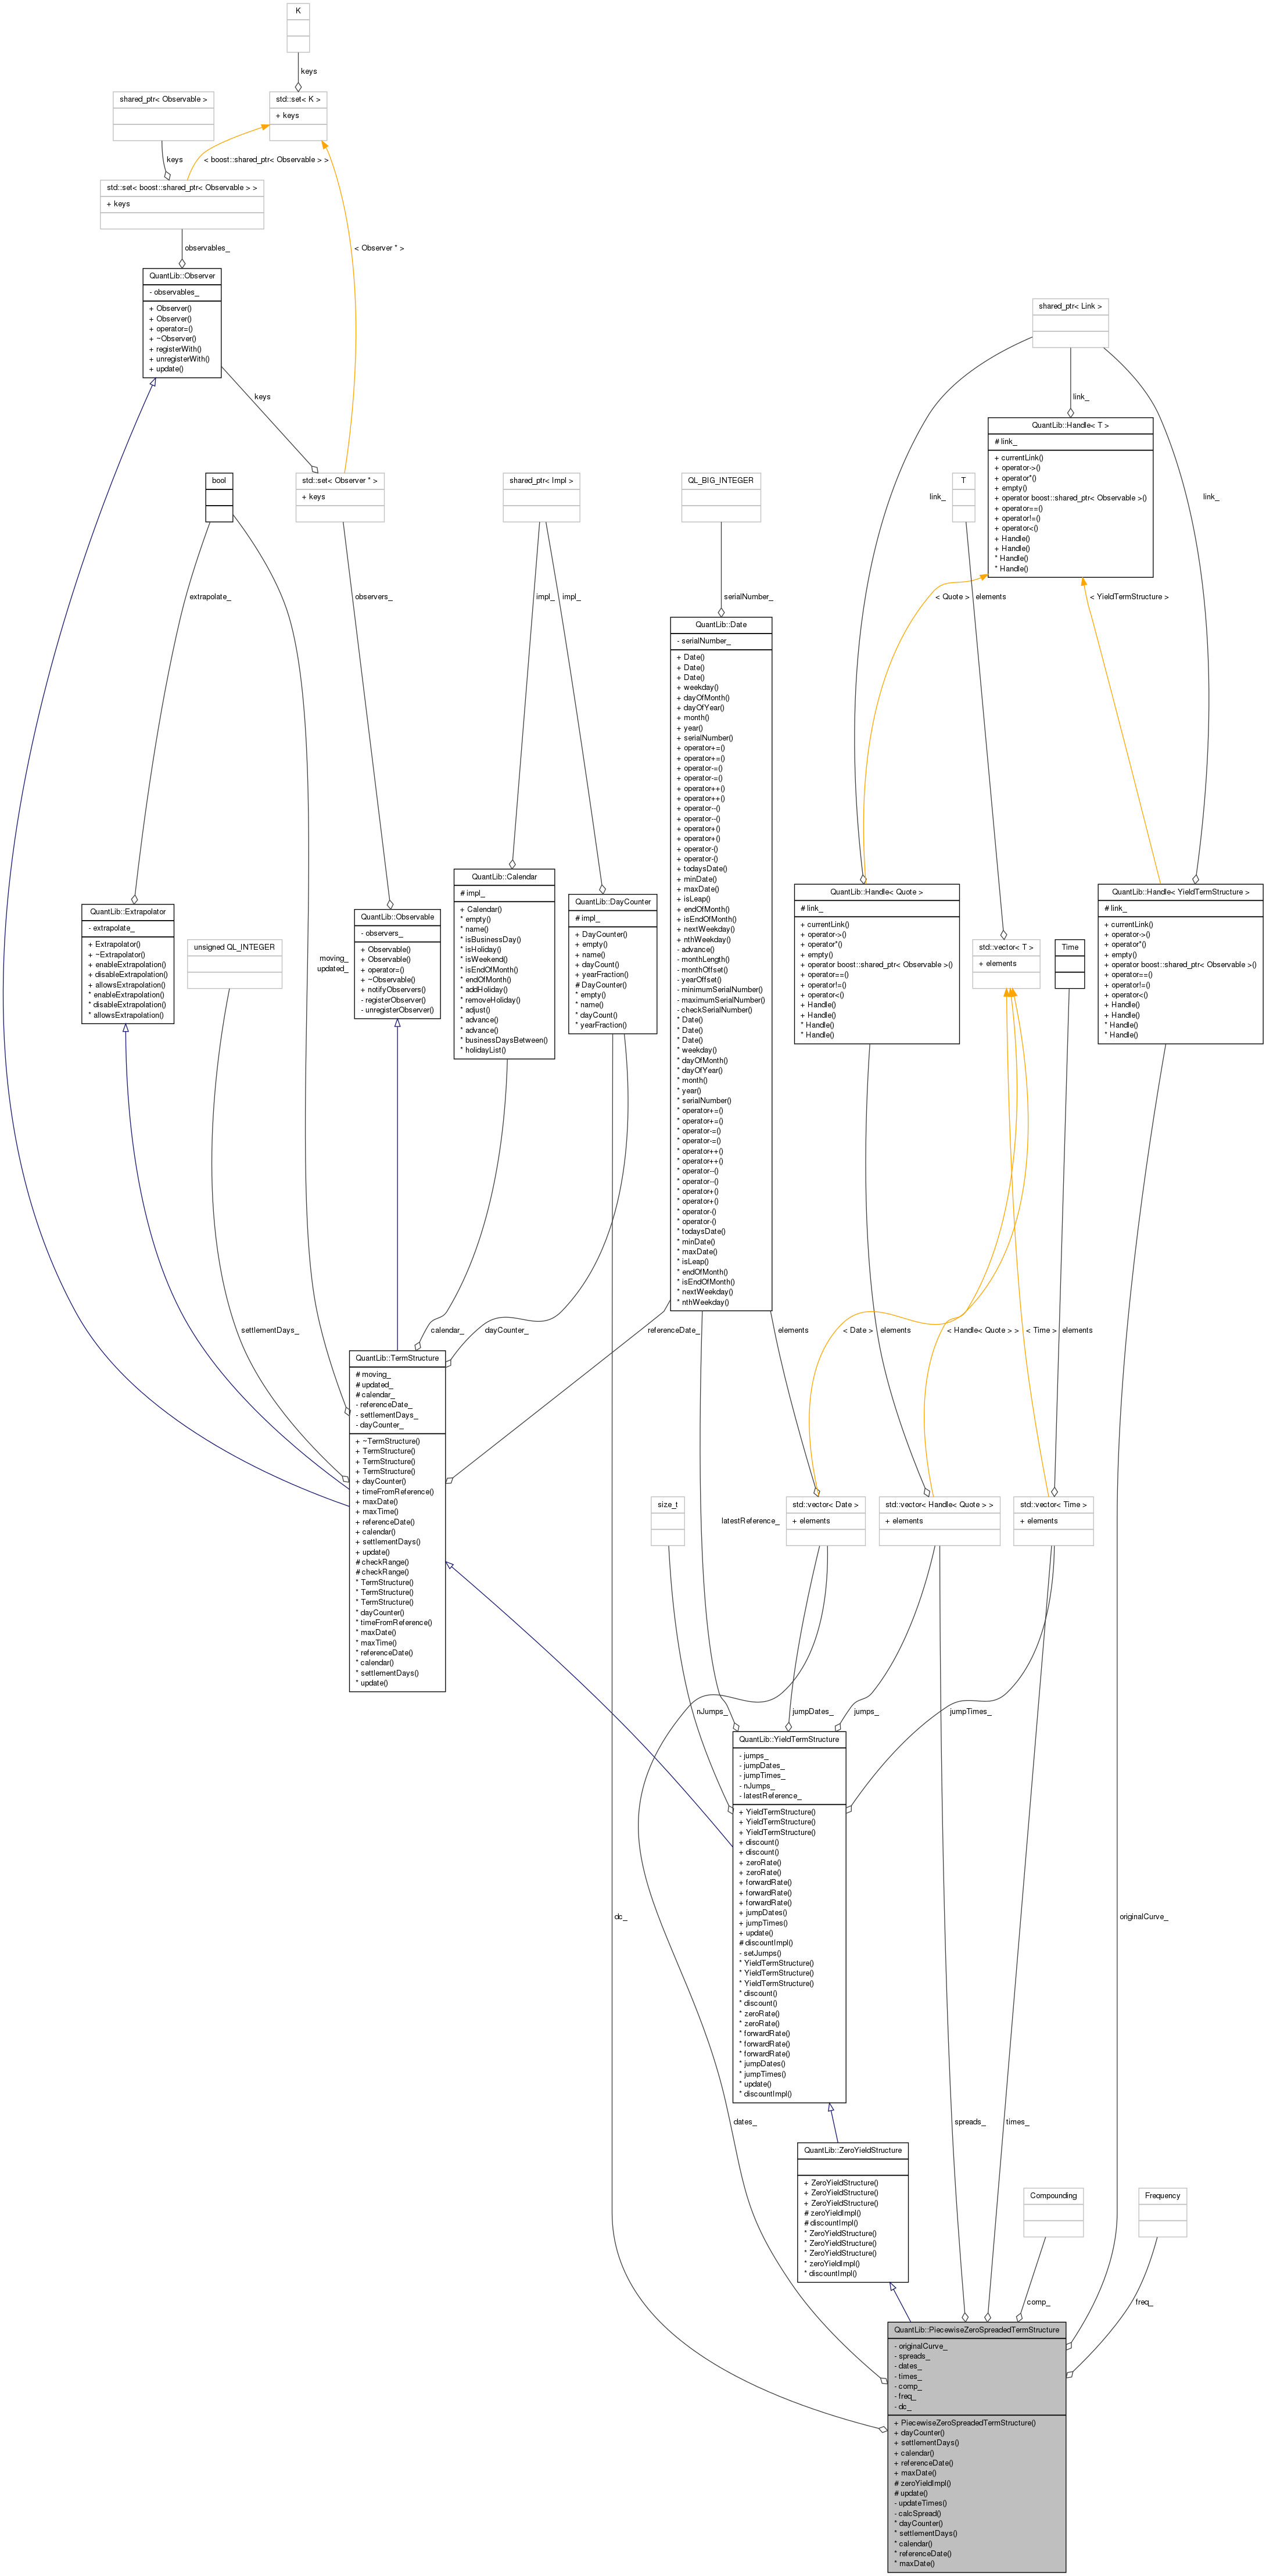 K
keys
shared_ptr< Observable >
std::set< K >
+ keys
keys
< boost::shared_ptr< Observable > >
std::set< boost::shared_ptr< Observable > >
+ keys
observables_
< Observer * >
QuantLib::Observer
- observables_
+ Observer()
+ Observer()
+ operator=()
+ ~Observer()
+ registerWith()
+ unregisterWith()
+ update()
shared_ptr< Link >
keys
link_
QuantLib::Handle< T >
# link_
+ currentLink()
+ operator->()
+ operator*()
+ empty()
+ operator boost::shared_ptr< Observable >()
+ operator==()
+ operator!=()
+ operator<()
+ Handle()
+ Handle()
* Handle()
* Handle()
bool
std::set< Observer * >
+ keys
shared_ptr< Impl >
QL_BIG_INTEGER
T
link_
link_
extrapolate_
observers_
impl_
impl_
serialNumber_
< Quote >
elements
< YieldTermStructure >
QuantLib::Date
- serialNumber_
+ Date()
+ Date()
+ Date()
+ weekday()
+ dayOfMonth()
+ dayOfYear()
+ month()
+ year()
+ serialNumber()
+ operator+=()
+ operator+=()
+ operator-=()
+ operator-=()
+ operator++()
+ operator++()
+ operator--()
+ operator--()
+ operator+()
+ operator+()
+ operator-()
+ operator-()
+ todaysDate()
+ minDate()
+ maxDate()
+ isLeap()
+ endOfMonth()
+ isEndOfMonth()
+ nextWeekday()
+ nthWeekday()
- advance()
- monthLength()
- monthOffset()
- yearOffset()
- minimumSerialNumber()
- maximumSerialNumber()
- checkSerialNumber()
* Date()
* Date()
* Date()
* weekday()
* dayOfMonth()
* dayOfYear()
* month()
* year()
* serialNumber()
* operator+=()
* operator+=()
* operator-=()
* operator-=()
* operator++()
* operator++()
* operator--()
* operator--()
* operator+()
* operator+()
* operator-()
* operator-()
* todaysDate()
* minDate()
* maxDate()
* isLeap()
* endOfMonth()
* isEndOfMonth()
* nextWeekday()
* nthWeekday()
QuantLib::Extrapolator
- extrapolate_
+ Extrapolator()
+ ~Extrapolator()
+ enableExtrapolation()
+ disableExtrapolation()
+ allowsExtrapolation()
* enableExtrapolation()
* disableExtrapolation()
* allowsExtrapolation()
unsigned QL_INTEGER
moving_
updated_
QuantLib::Observable
- observers_
+ Observable()
+ Observable()
+ operator=()
+ ~Observable()
+ notifyObservers()
- registerObserver()
- unregisterObserver()
QuantLib::Calendar
# impl_
+ Calendar()
* empty()
* name()
* isBusinessDay()
* isHoliday()
* isWeekend()
* isEndOfMonth()
* endOfMonth()
* addHoliday()
* removeHoliday()
* adjust()
* advance()
* advance()
* businessDaysBetween()
* holidayList()
QuantLib::DayCounter
# impl_
+ DayCounter()
+ empty()
+ name()
+ dayCount()
+ yearFraction()
# DayCounter()
* empty()
* name()
* dayCount()
* yearFraction()
QuantLib::Handle< Quote >
# link_
+ currentLink()
+ operator->()
+ operator*()
+ empty()
+ operator boost::shared_ptr< Observable >()
+ operator==()
+ operator!=()
+ operator<()
+ Handle()
+ Handle()
* Handle()
* Handle()
std::vector< T >
+ elements
Time
QuantLib::Handle< YieldTermStructure >
# link_
+ currentLink()
+ operator->()
+ operator*()
+ empty()
+ operator boost::shared_ptr< Observable >()
+ operator==()
+ operator!=()
+ operator<()
+ Handle()
+ Handle()
* Handle()
* Handle()
settlementDays_
calendar_
dayCounter_
referenceDate_
elements
< Date >
elements
< Handle< Quote > >
< Time >
elements
QuantLib::TermStructure
# moving_
# updated_
# calendar_
- referenceDate_
- settlementDays_
- dayCounter_
+ ~TermStructure()
+ TermStructure()
+ TermStructure()
+ TermStructure()
+ dayCounter()
+ timeFromReference()
+ maxDate()
+ maxTime()
+ referenceDate()
+ calendar()
+ settlementDays()
+ update()
# checkRange()
# checkRange()
* TermStructure()
* TermStructure()
* TermStructure()
* dayCounter()
* timeFromReference()
* maxDate()
* maxTime()
* referenceDate()
* calendar()
* settlementDays()
* update()
size_t
latestReference_
std::vector< Date >
+ elements
std::vector< Handle< Quote > >
+ elements
std::vector< Time >
+ elements
nJumps_
jumpDates_
jumps_
jumpTimes_
QuantLib::YieldTermStructure
- jumps_
- jumpDates_
- jumpTimes_
- nJumps_
- latestReference_
+ YieldTermStructure()
+ YieldTermStructure()
+ YieldTermStructure()
+ discount()
+ discount()
+ zeroRate()
+ zeroRate()
+ forwardRate()
+ forwardRate()
+ forwardRate()
+ jumpDates()
+ jumpTimes()
+ update()
# discountImpl()
- setJumps()
* YieldTermStructure()
* YieldTermStructure()
* YieldTermStructure()
* discount()
* discount()
* zeroRate()
* zeroRate()
* forwardRate()
* forwardRate()
* forwardRate()
* jumpDates()
* jumpTimes()
* update()
* discountImpl()
dc_
originalCurve_
dates_
spreads_
times_
QuantLib::ZeroYieldStructure
+ ZeroYieldStructure()
+ ZeroYieldStructure()
+ ZeroYieldStructure()
# zeroYieldImpl()
# discountImpl()
* ZeroYieldStructure()
* ZeroYieldStructure()
* ZeroYieldStructure()
* zeroYieldImpl()
* discountImpl()
Compounding
Frequency
comp_
freq_
QuantLib::PiecewiseZeroSpreadedTermStructure
- originalCurve_
- spreads_
- dates_
- times_
- comp_
- freq_
- dc_
+ PiecewiseZeroSpreadedTermStructure()
+ dayCounter()
+ settlementDays()
+ calendar()
+ referenceDate()
+ maxDate()
# zeroYieldImpl()
# update()
- updateTimes()
- calcSpread()
* dayCounter()
* settlementDays()
* calendar()
* referenceDate()
* maxDate()